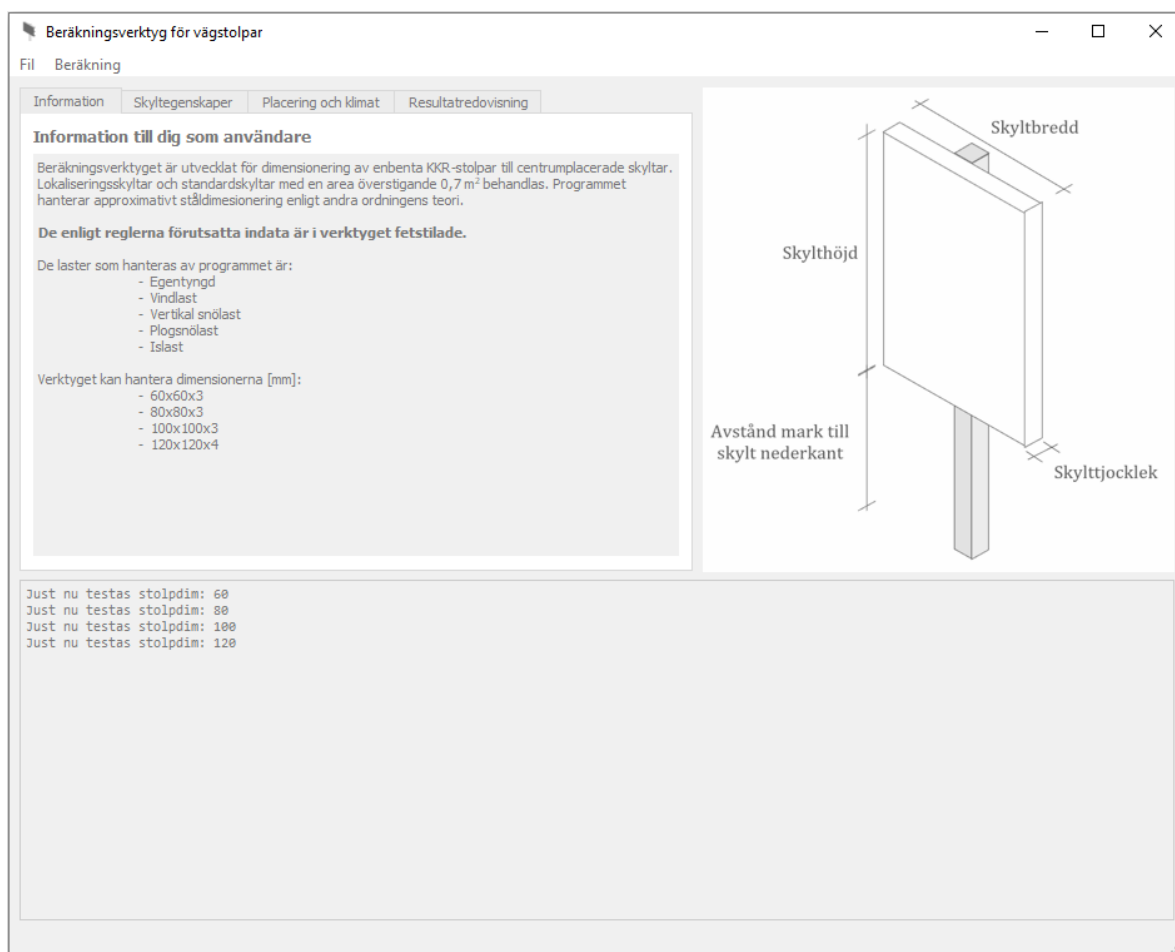 Beräkningsverktyg för vägstolpar
Fil Beräkning
Information Skyltegenskaper Placering och klimat Resultatredovisning
Information till dig som användare
Beräkningsverktyget är utvecklat för dimensionering av enbenta KKR-stolpar till centrumplacerade skyltar.
Lokaliseringsskyltar och standardskyltar med en area överstigande 0,7 m² behandlas. Programmet
hanterar approximativt ståldimesionering enligt andra ordningens teori.
De enligt reglerna förutsatta indata är i verktyget fetstilade.
De laster som hanteras av programmet är:
- Egentyngd
- Vindlast
- Vertikal snölast
- Plogsnölast
- Islast
Verktyget kan hantera dimensionerna [mm]:
- 60x60x3
- 80x80x3
- 100x100x3
- 120x120x4
Skyltbredd
Skylthöjd
Avstånd mark till
skylt nederkant
Skylttjocklek
Just nu testas stolpdim: 60
Just nu testas stolpdim: 80
Just nu testas stolpdim: 100
Just nu testas stolpdim: 120